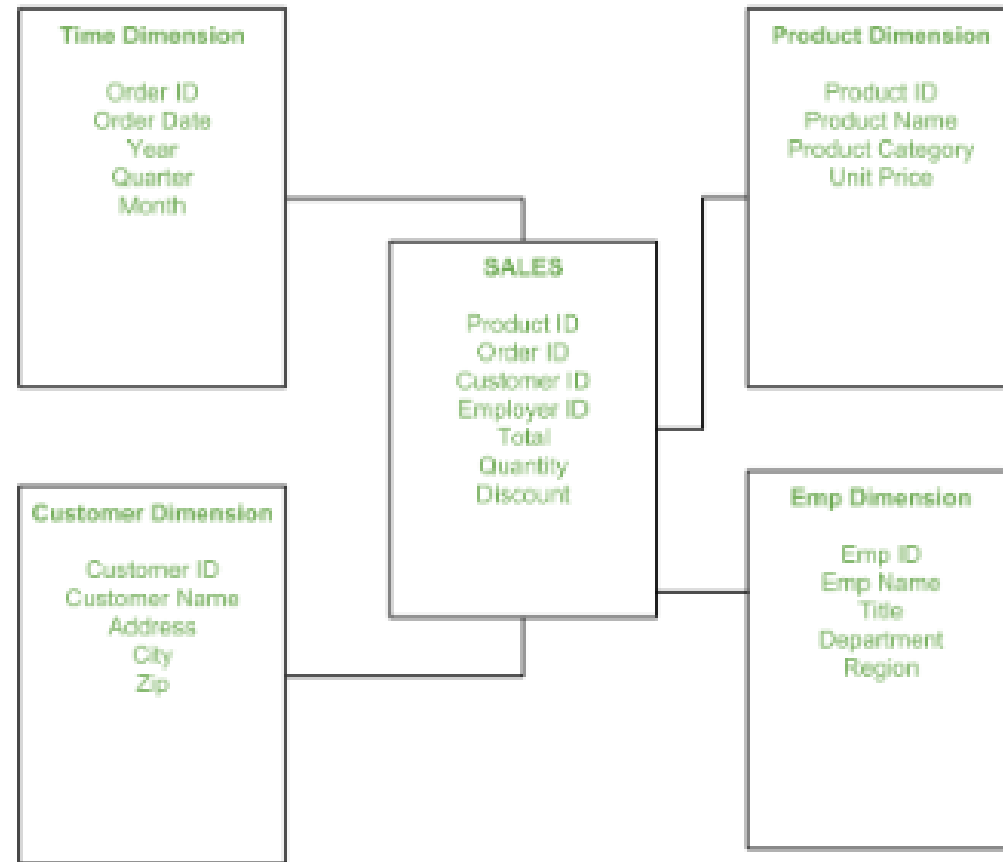 Time Dimension
Order ID
Order Date
Year
Quarter
Month
Product Dimension
Product ID
Product Name
Product Category
Unit Price
SALES
Product ID
Order ID
Customer ID
Employer ID
Total
Quantity
Discount
Customer Dimension
Customer ID
Customer Name
Address
City
Zip
Emp Dimension
Emp ID
Emp Name
Title
Department
Region